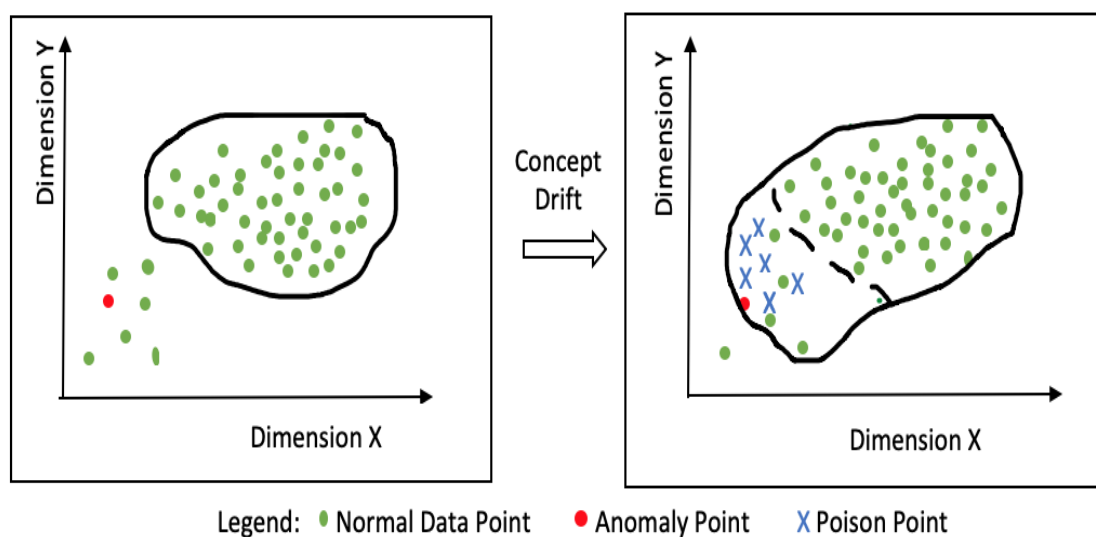 Dimension Y
Dimension X
Concept
Drift
Dimension Y
Dimension X
Legend: Normal Data Point Anomaly Point X Poison Point